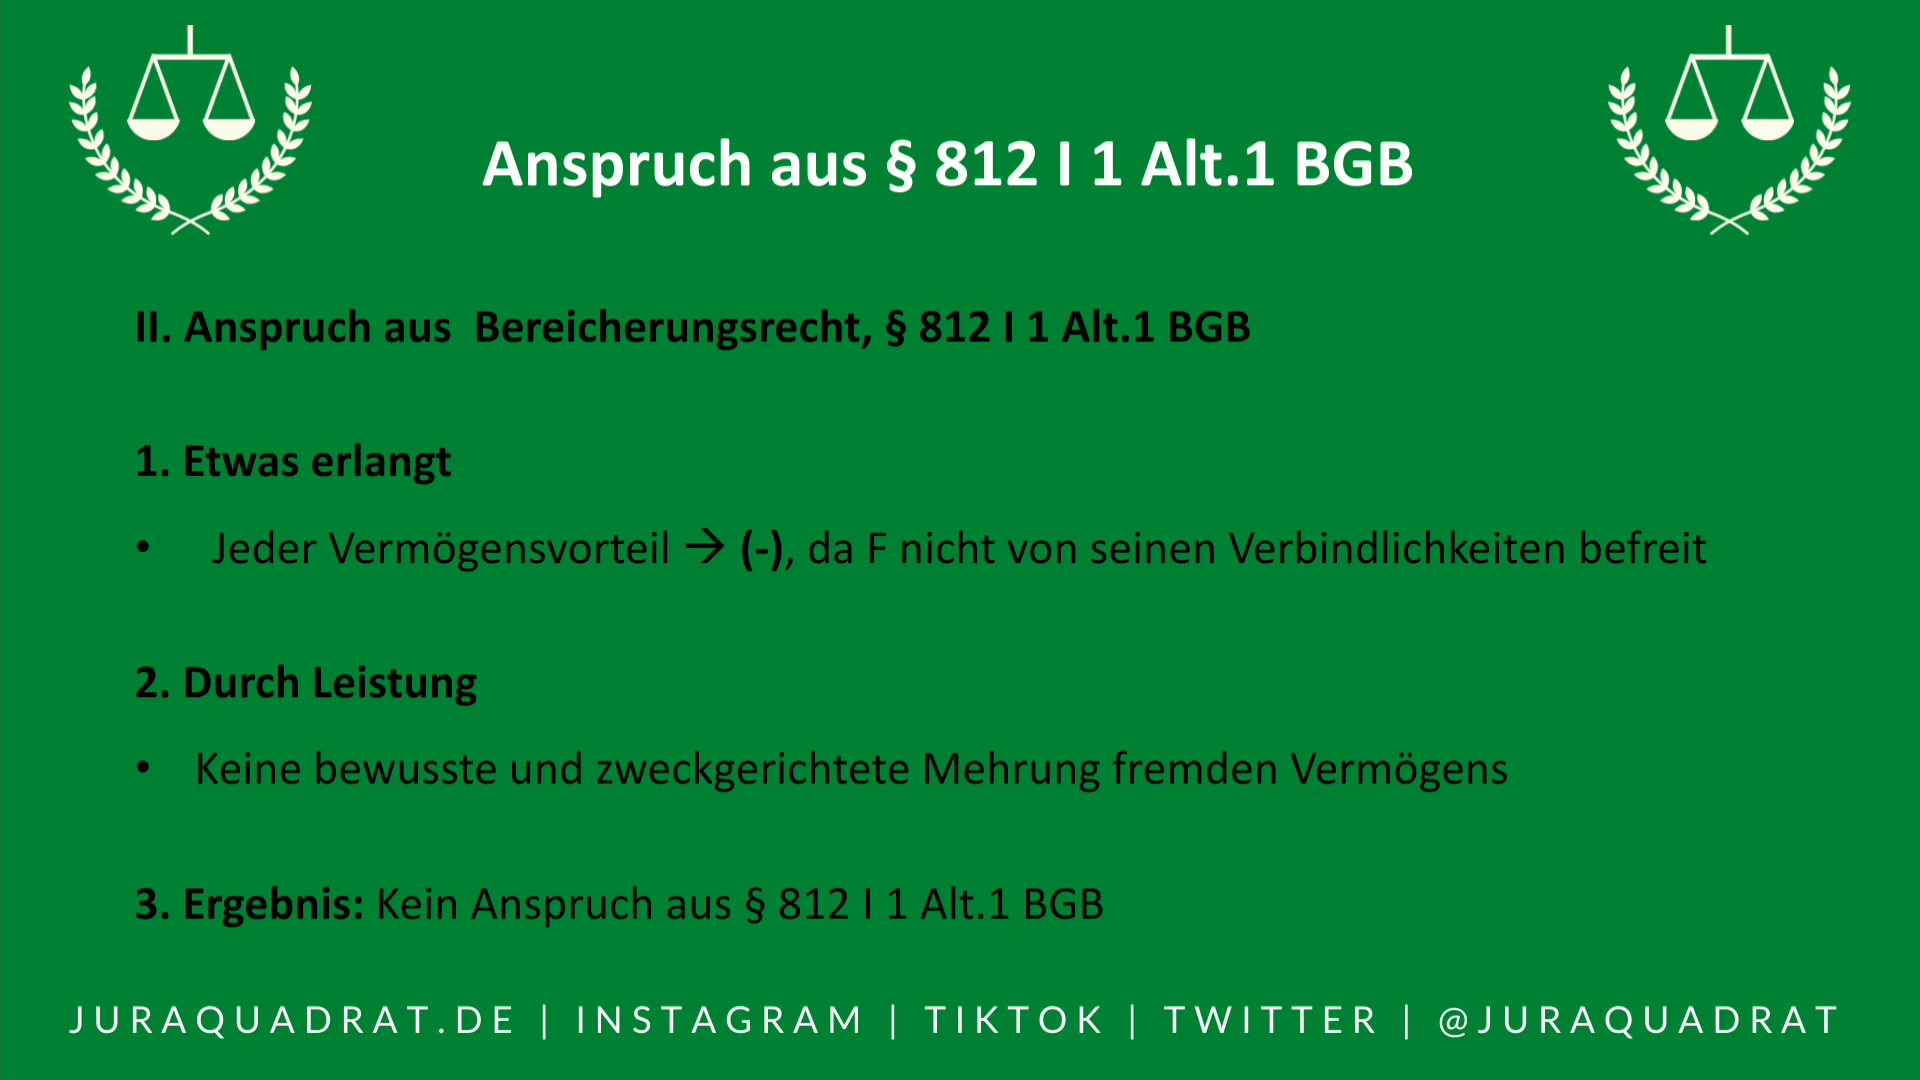 Anspruch aus § 812 I 1 Alt.1 BGB
II. Anspruch aus  Bereicherungsrecht, § 812 I 1 Alt.1 BGB
1. Etwas erlangt
• Jeder Vermögensvorteil → (-), da F nicht von seinen Verbindlichkeiten befreit
2. Durch Leistung
• Keine bewusste und zweckgerichtete Mehrung fremden Vermögens
3. Ergebnis: Kein Anspruch aus § 812 I 1 Alt.1 BGB
JURAQUADRAT.DE | INSTAGRAM | TIKTOK | TWITTER | @JURAQUADRAT